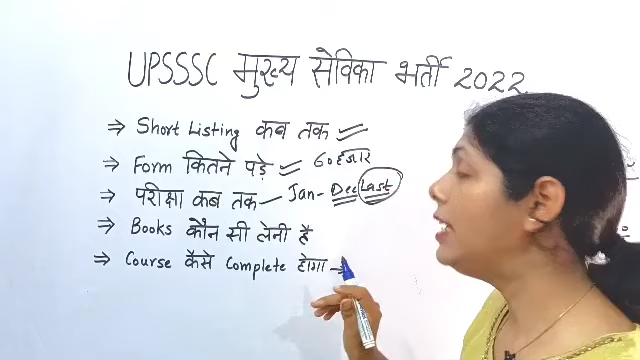 UPSSSC मुख्य सेविका भर्ती 2022
⇒ Short Listing कब तक
⇒ Form कितने पड़े 60 हजार
⇒ परीक्षा कब तक - Jan- Dec Last
⇒ Books कौन सी लेनी है
⇒ Course कैसे Complete होगा →